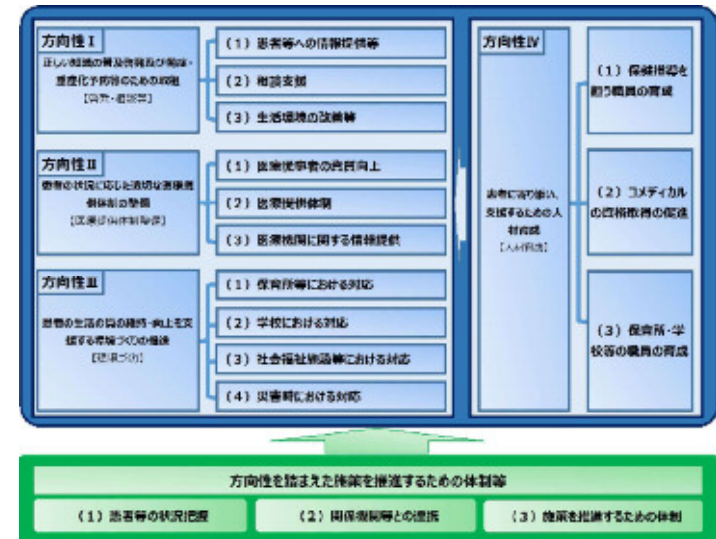 方向性Ⅰ
正しい知識の普及啓発及び発症・
重症化予防等のための取組
【啓発・相談等】
(1) 患者等への情報提供等
(2) 相談支援
(3) 生活環境の改善等
方向性Ⅱ
患者の状況に応じた適切な医療提
供体制の整備
【医療提供体制整備】
(1) 医療従事者の資質向上
(2) 医療提供体制
(3) 医療機関に関する情報提供
方向性Ⅲ
患者の生活の質の維持・向上を支
援する環境づくりの推進
【環境づくり】
(1) 保育所等における対応
(2) 学校における対応
(3) 社会福祉施設等における対応
(4) 災害時における対応
方向性Ⅳ
患者に寄り添い、
支援するための人
材育成
【人材育成】
(1) 保健指導を
担う職員の育成
(2) コメディカル
の資格取得の促進
(3) 保育所・学
校等の職員の育成
方向性を踏まえた施策を推進するための体制等
(1) 患者等の状況把握
(2) 関係機関等との連携
(3) 施策を推進するための体制